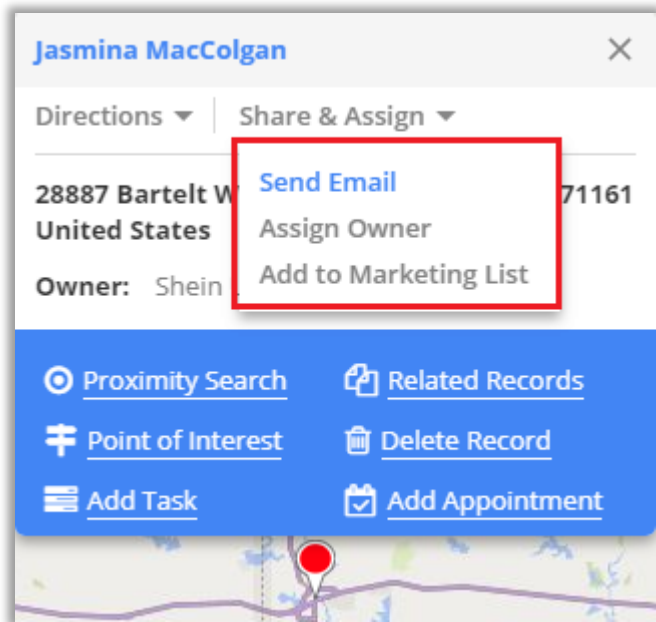 Jasmina MacColgan
Directions Share & Assign
Send Email
28887 Bartelt 71161
United States Assign Owner
Add to Marketing List
Owner: Shein
Proximity Search Related Records
Point of Interest Delete Record
Add Task Add Appointment